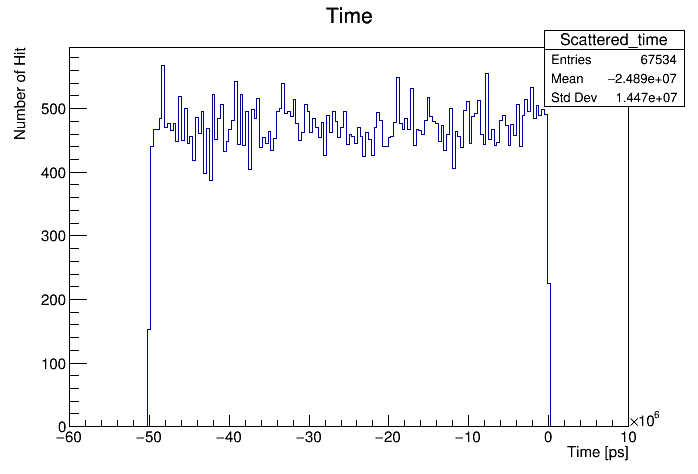 Time
Scattered_time
Entries 67534
Mean −2.489e+07
Std Dev 1.447e+07
Number of Hit
500
400
300
200
100
0
−60 −50 −40 −30 −20 −10 0 10
×10⁶
Time [ps]